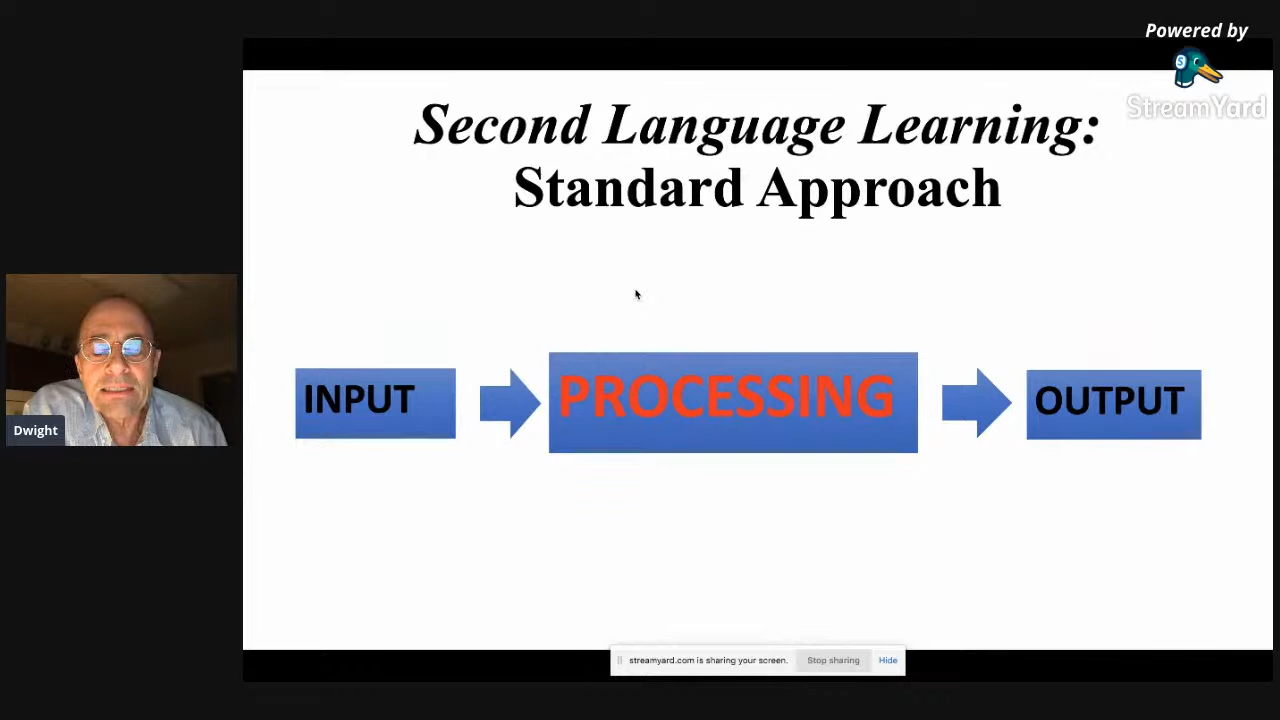 Powered by
StreamYard
Second Language Learning:
Standard Approach
INPUT
PROCESSING
OUTPUT
Dwight
streamyard.com is sharing your screen.
Stop sharing
Hide